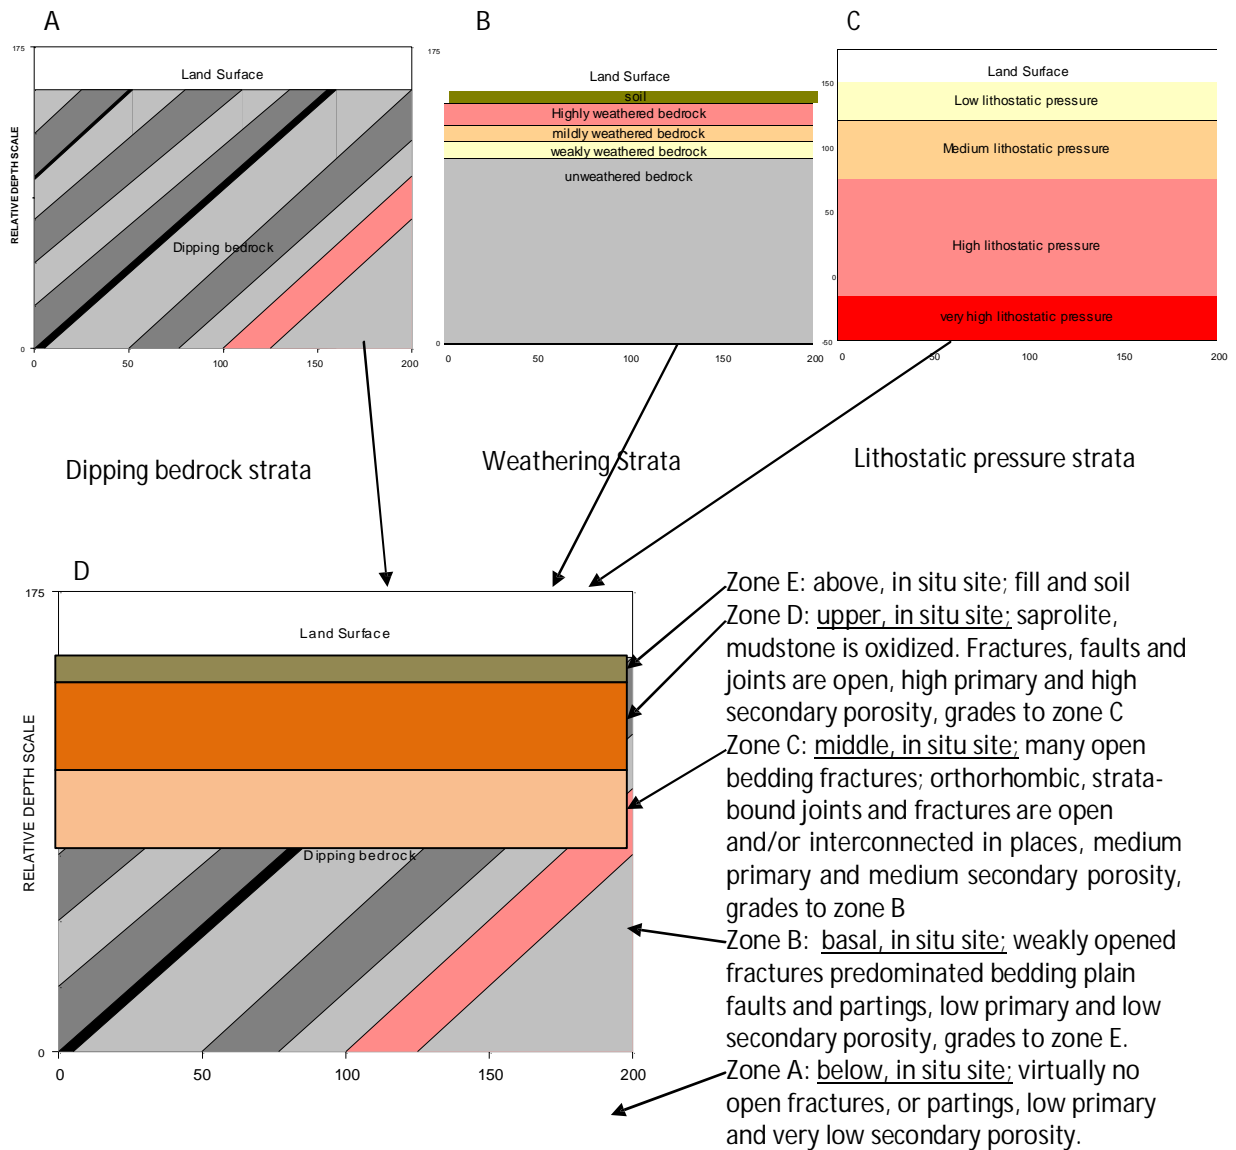 A
175
Land Surface
RELATIVE DEPTH SCALE
Dipping bedrock
0
0 50 100 150 200
B
175
Land Surface
soil
Highly weathered bedrock
mildly weathered bedrock
weakly weathered bedrock
unweathered bedrock
0
0 50 100 150 200
C
Land Surface
150
Low lithostatic pressure
100
Medium lithostatic pressure
50
High lithostatic pressure
0
very high lithostatic pressure
-50
0 50 100 150 200
Dipping bedrock strata
Weathering Strata
Lithostatic pressure strata
D
175
Land Surface
RELATIVE DEPTH SCALE
Dipping bedrock
0
0 50 100 150 200
Zone E: above, in situ site; fill and soil
Zone D: upper, in situ site; saprolite,
mudstone is oxidized. Fractures, faults and
joints are open, high primary and high
secondary porosity, grades to zone C
Zone C: middle, in situ site; many open
bedding fractures; orthorhombic, strata-
bound joints and fractures are open
and/or interconnected in places, medium
primary and medium secondary porosity,
grades to zone B
Zone B: basal, in situ site; weakly opened
fractures predominated bedding plain
faults and partings, low primary and low
secondary porosity, grades to zone E.
Zone A: below, in situ site; virtually no
open fractures, or partings, low primary
and very low secondary porosity.